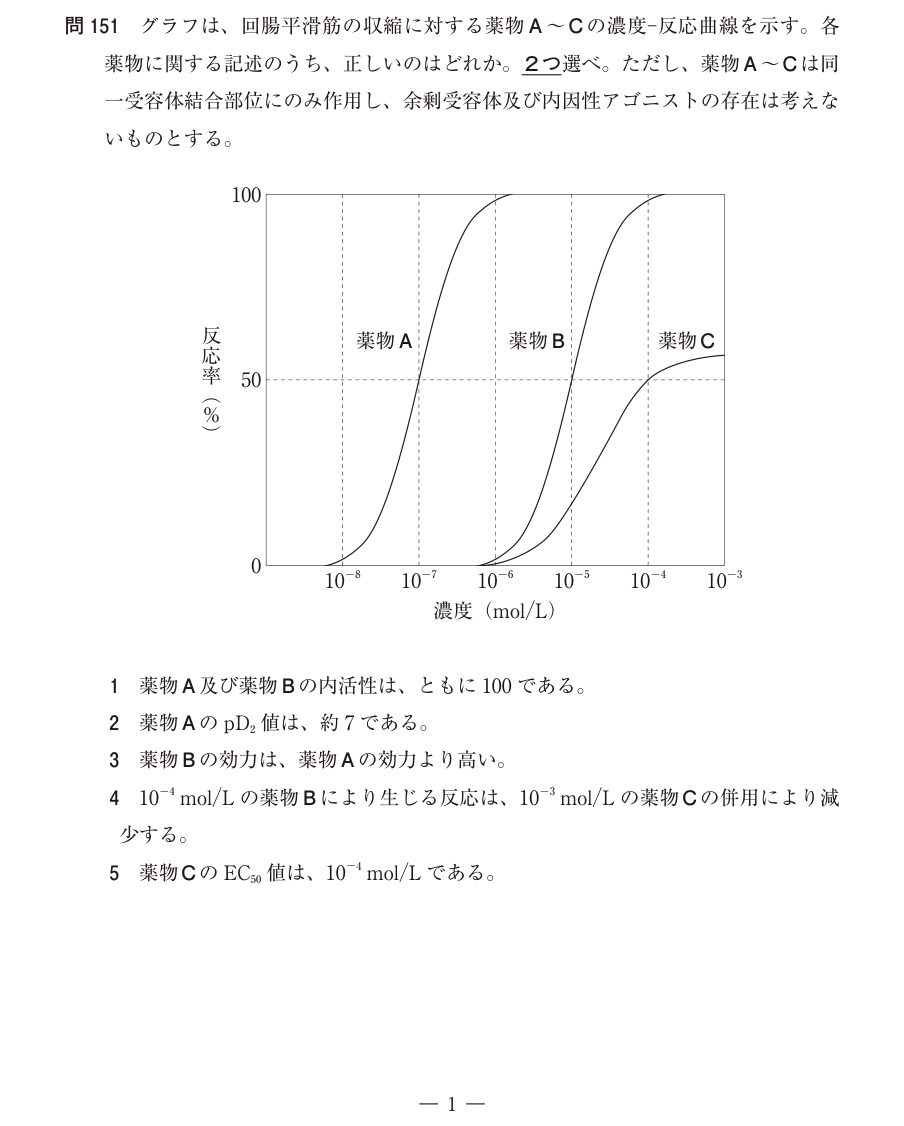 問 151　グラフは、回腸平滑筋の収縮に対する薬物A〜Cの濃度−反応曲線を示す。各
薬物に関する記述のうち、正しいのはどれか。2つ選べ。ただし、薬物A〜Cは同
一受容体結合部位にのみ作用し、余剰受容体及び内因性アゴニストの存在は考えな
いものとする。
100
反応率（%）
薬物A
薬物B
薬物C
50
0
10⁻⁸ 10⁻⁷ 10⁻⁶ 10⁻⁵ 10⁻⁴ 10⁻³
濃度（mol/L）
1　薬物A及び薬物Bの内活性は、ともに 100 である。
2　薬物Aの pD₂ 値は、約 7 である。
3　薬物Bの効力は、薬物Aの効力より高い。
4　10⁻⁴ mol/L の薬物Bにより生じる反応は、10⁻³ mol/L の薬物Cの併用により減
少する。
5　薬物Cの EC₅₀ 値は、10⁻⁴ mol/L である。
— 1 —